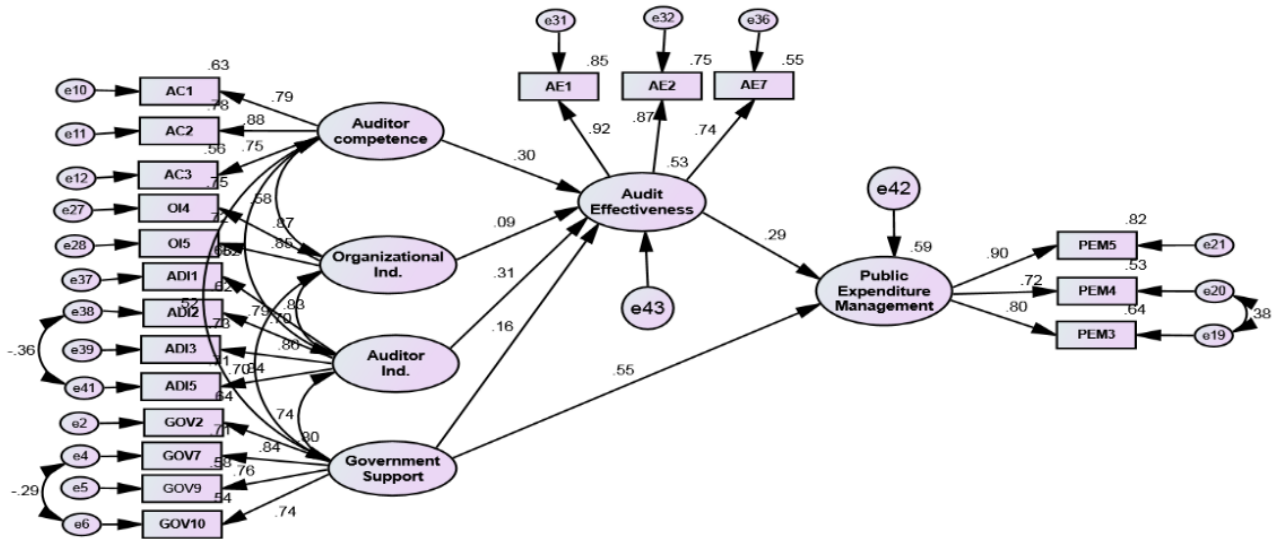 e31
e32
e36
.85
.75
.55
AE1
AE2
AE7
.92
.87
.74
.63
e10
AC1
.79
.78
e11
AC2
.88
.56
.75
e12
AC3
.75
Auditor
competence
.30
.53
Audit
Effectiveness
e27
OI4
.58
.87
e28
OI5
.85
Organizational
Ind.
.09
e37
ADI1
.62
.83
e38
ADI2
.52
.79
.70
.73
-.36
e39
ADI3
.80
Auditor
Ind.
.31
e41
ADI5
.71
.70
.84
.64
e2
GOV2
.74
.80
.71
e4
GOV7
.84
.58
Government
Support
.16
.55
-.29
e5
GOV9
.76
.54
e6
GOV10
.74
e43
.29
e42
.59
Public
Expenditure
Management
.90
.72
.80
.82
PEM5
e21
.53
PEM4
e20
.64
PEM3
e19
.38